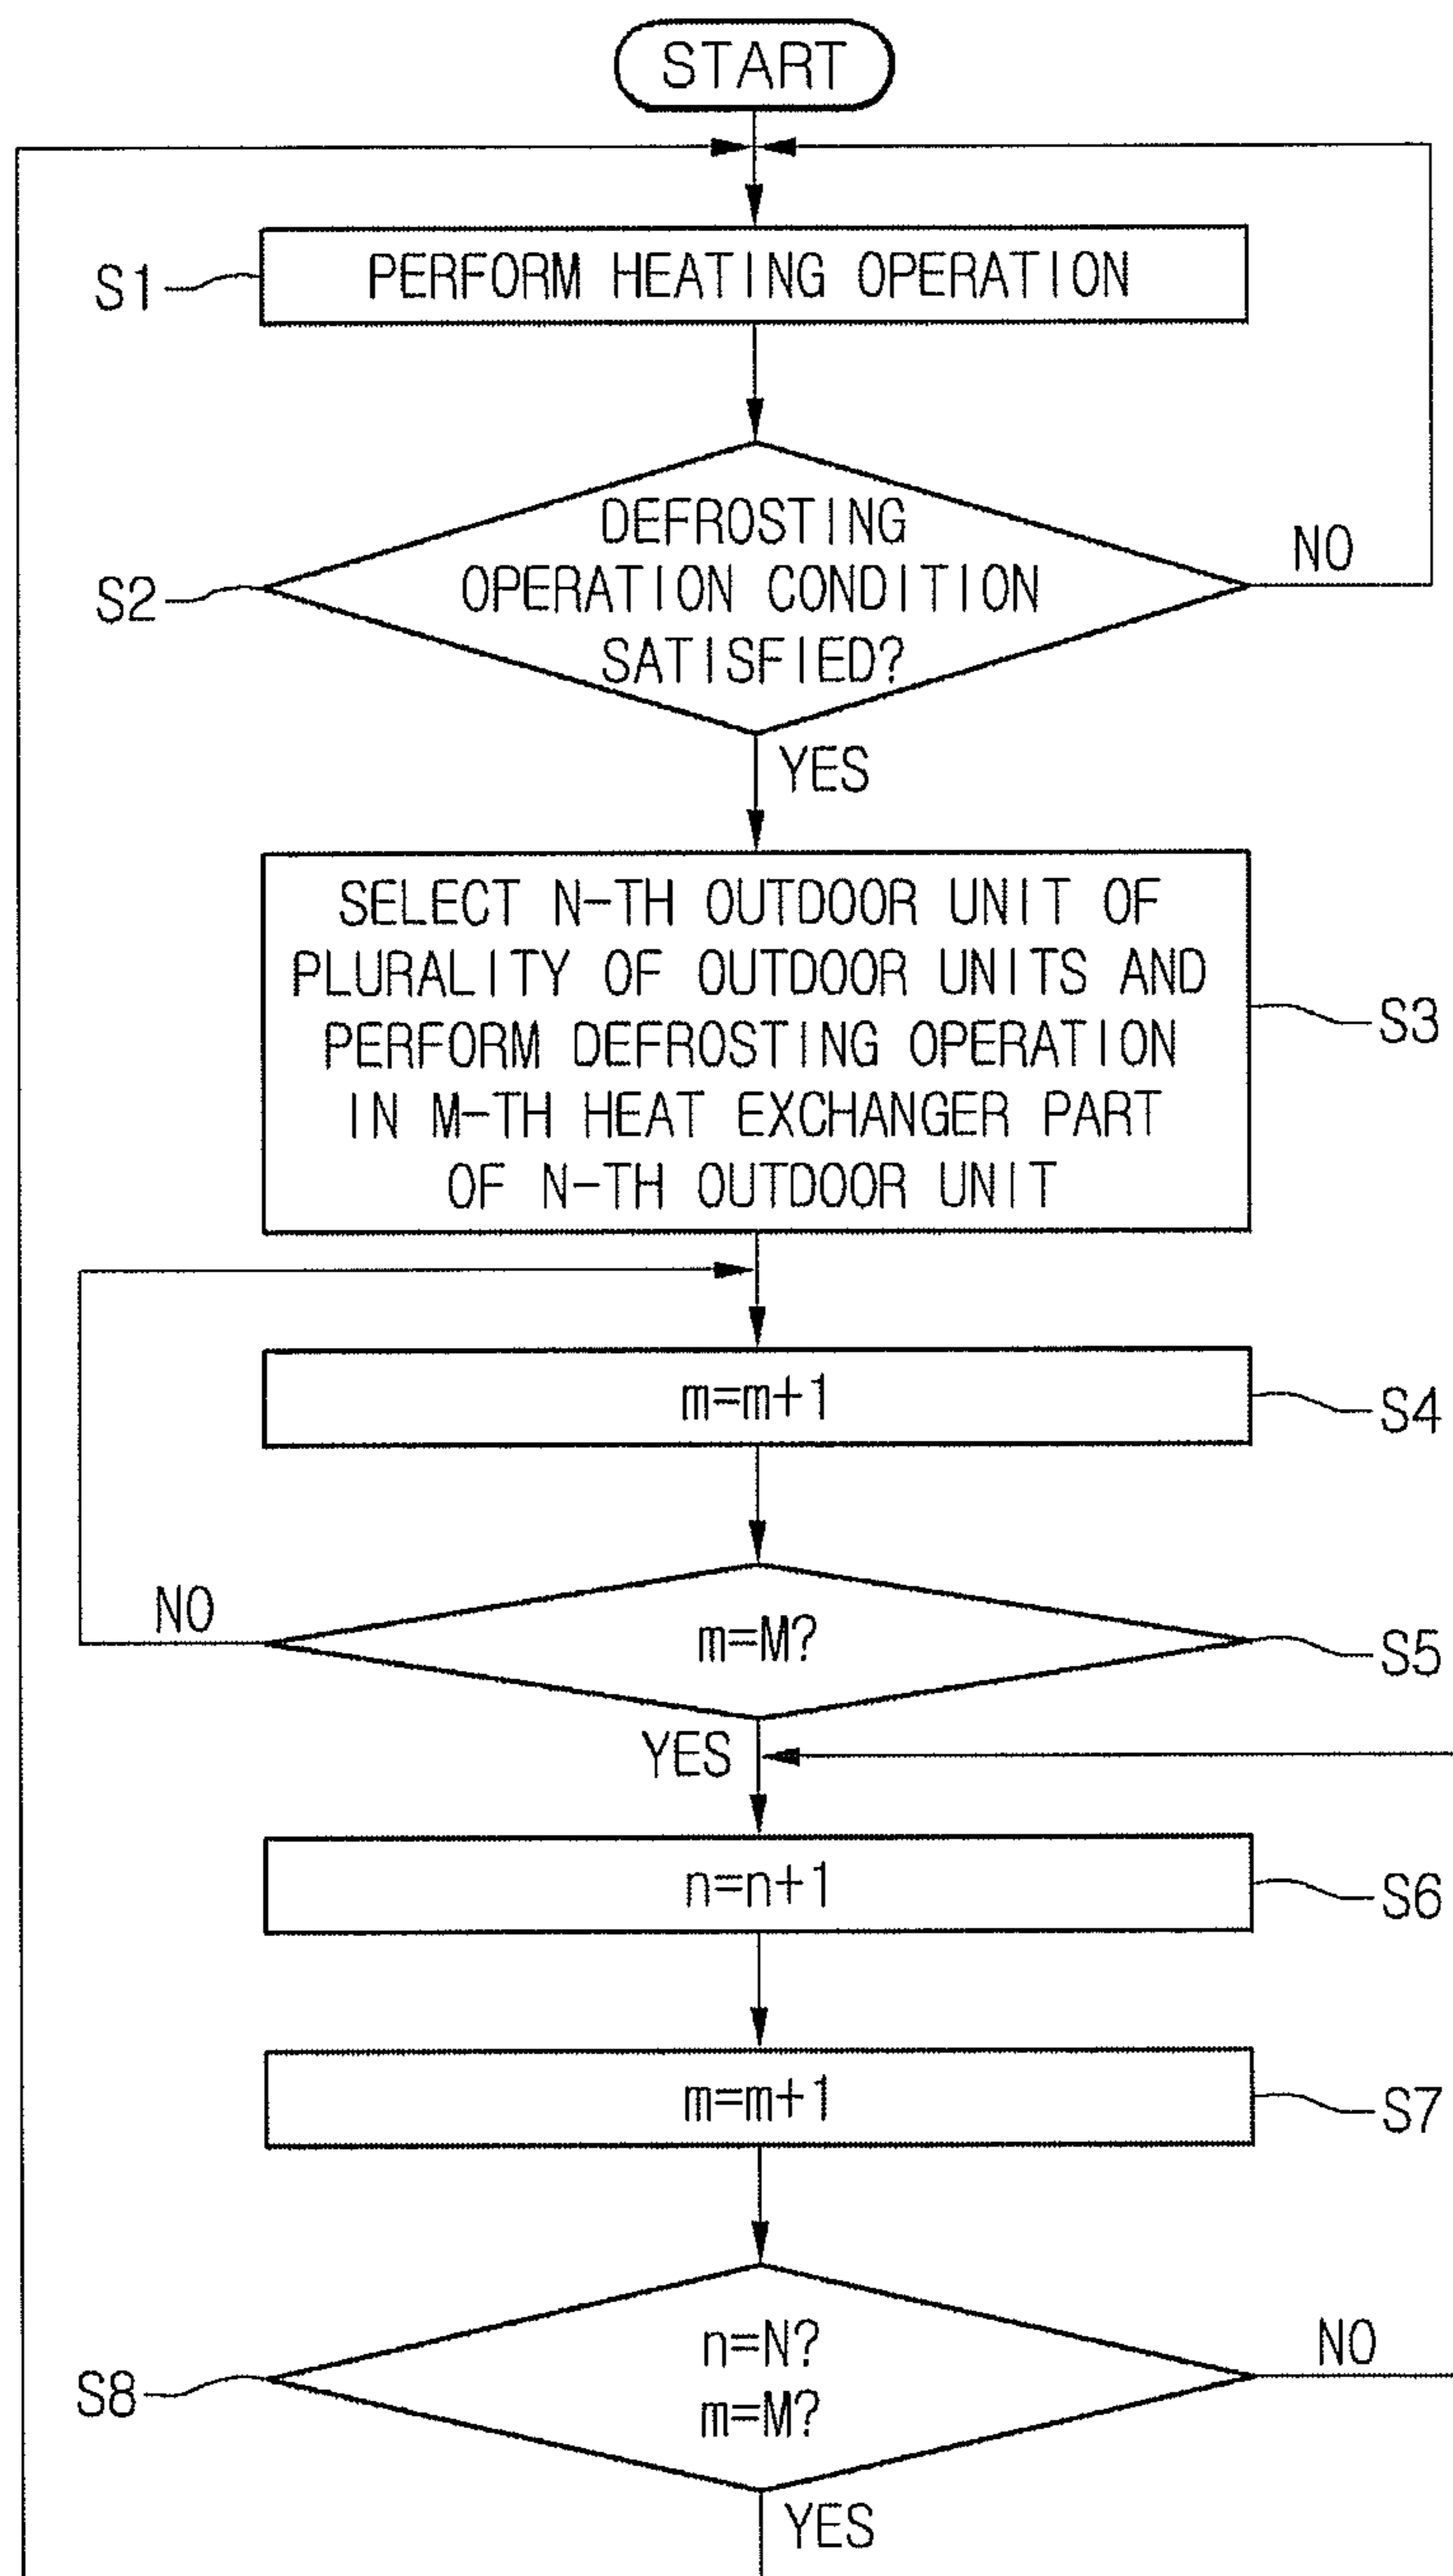 START
S1
PERFORM HEATING OPERATION
DEFROSTING
OPERATION CONDITION
SATISFIED?
S2
NO
YES
SELECT N-TH OUTDOOR UNIT OF
PLURALITY OF OUTDOOR UNITS AND
PERFORM DEFROSTING OPERATION
IN M-TH HEAT EXCHANGER PART
OF N-TH OUTDOOR UNIT
S3
m=m+1
S4
NO
m=M?
S5
YES
n=n+1
S6
m=m+1
S7
n=N?
m=M?
S8
NO
YES